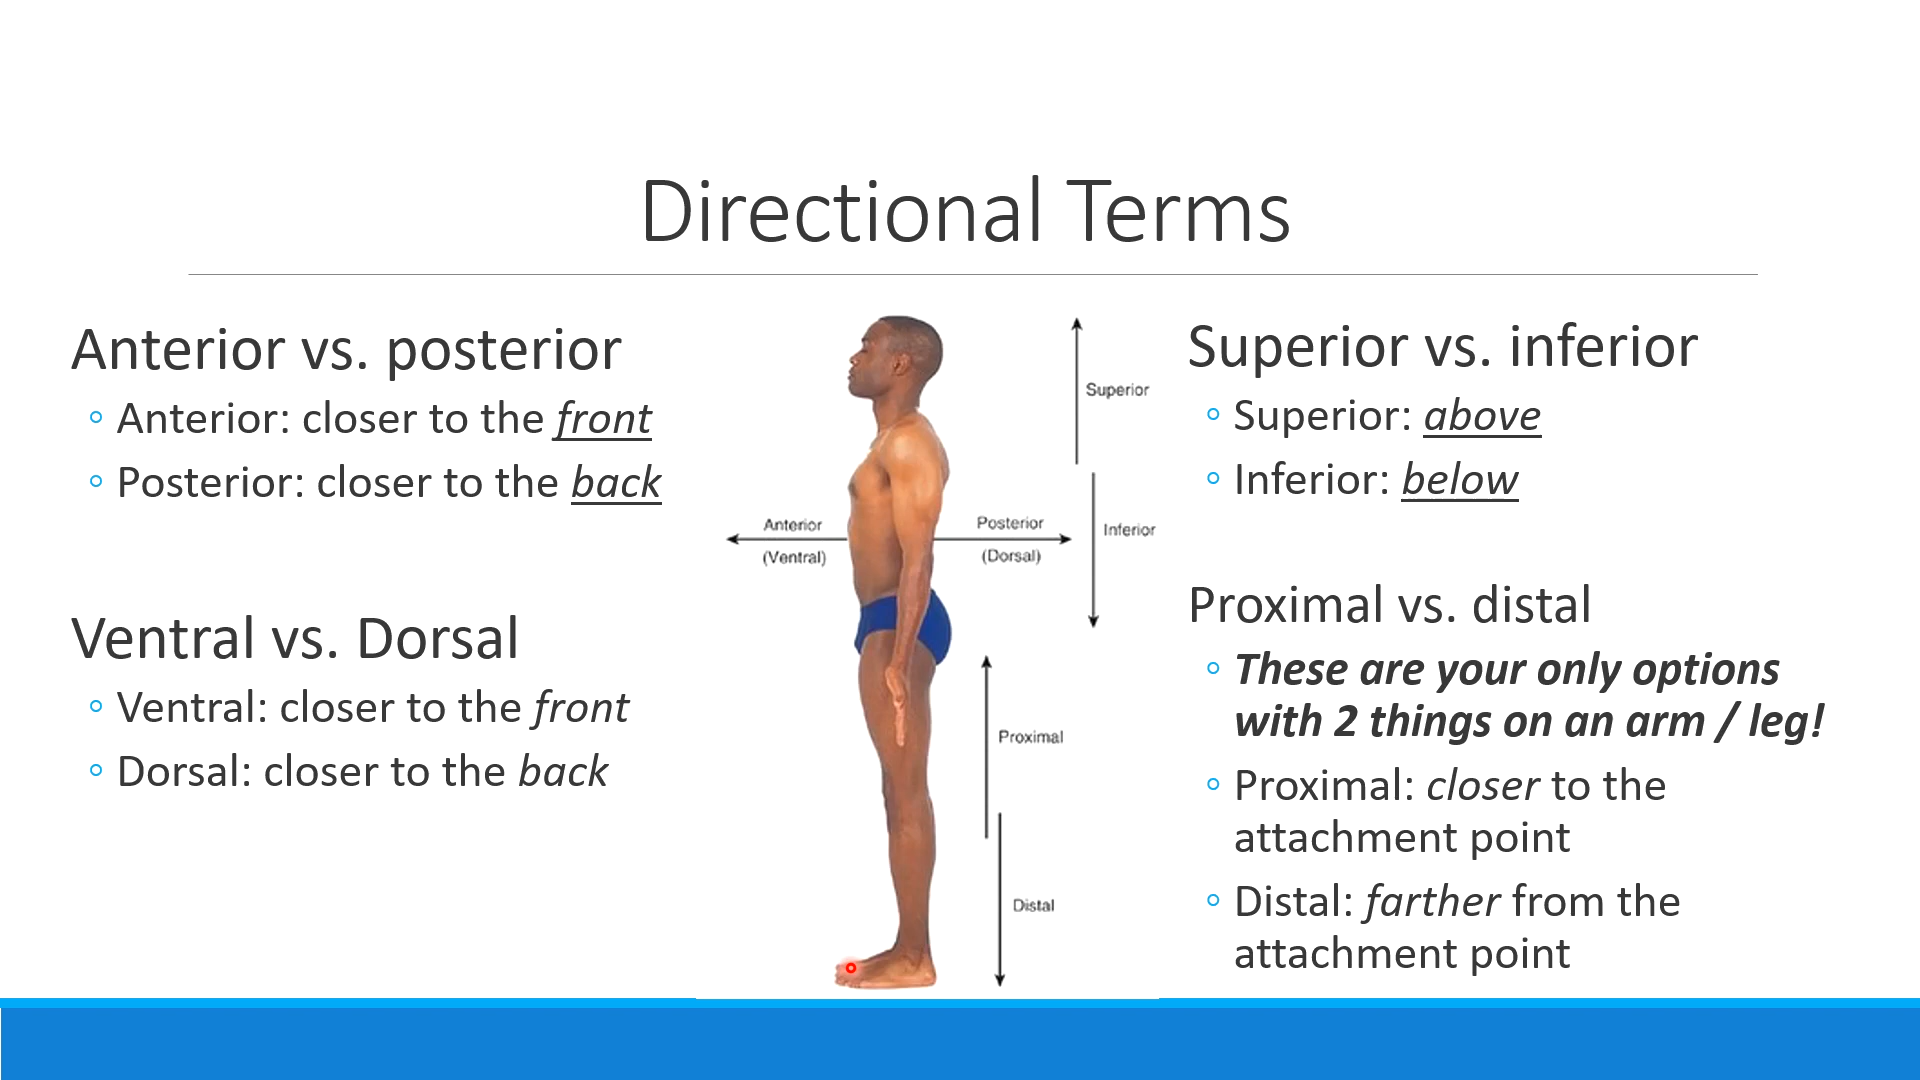 Directional Terms
Anterior vs. posterior
◦ Anterior: closer to the front
◦ Posterior: closer to the back
Ventral vs. Dorsal
◦ Ventral: closer to the front
◦ Dorsal: closer to the back
Superior
Anterior
(Ventral)
Posterior
(Dorsal)
Inferior
Proximal
Distal
Superior vs. inferior
◦ Superior: above
◦ Inferior: below
Proximal vs. distal
◦ These are your only options
with 2 things on an arm / leg!
◦ Proximal: closer to the
attachment point
◦ Distal: farther from the
attachment point